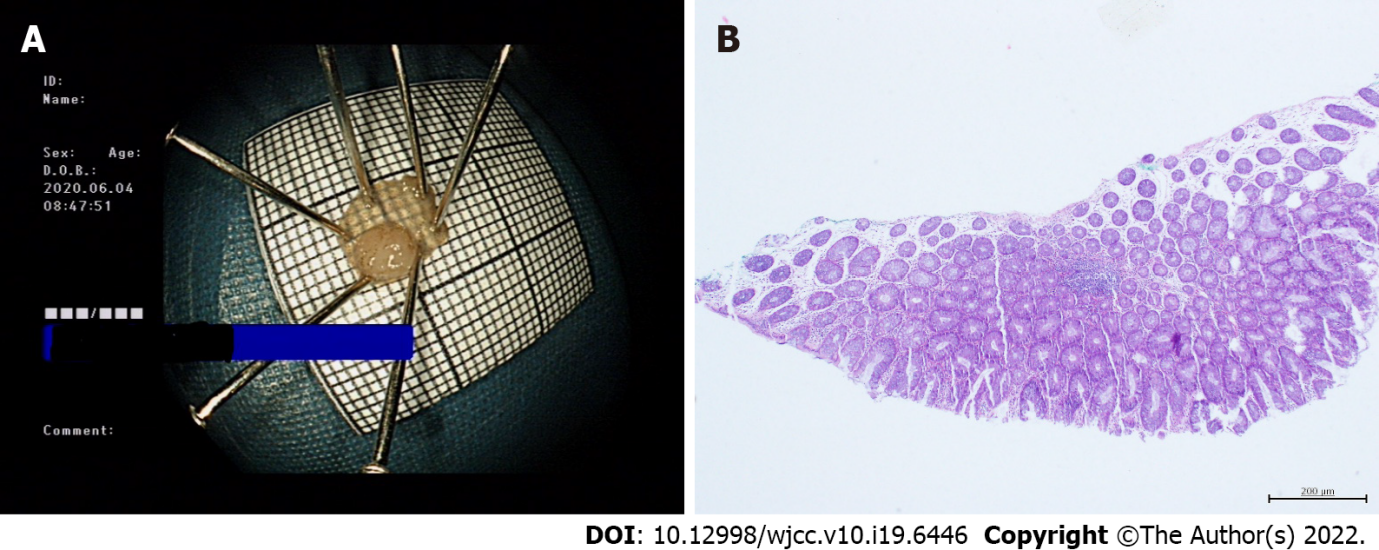 A
ID:
Name:
Sex: Age:
D.O.B.:
2020.06.04
08:47:51
■■■/■■■
Comment:
B
200 μm
DOI: 10.12998/wjcc.v10.i19.6446 Copyright ©The Author(s) 2022.